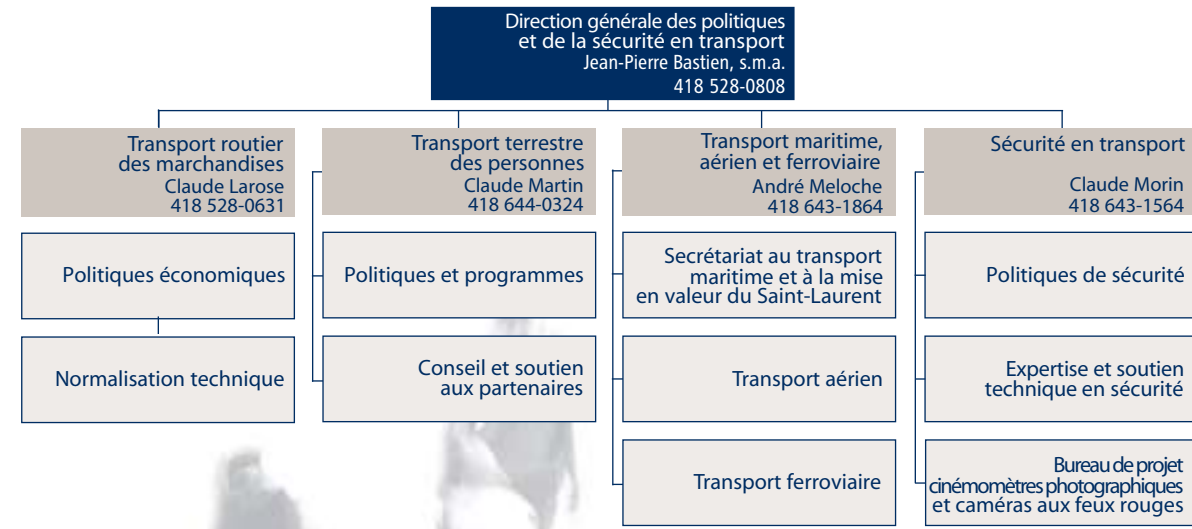 Direction générale des politiques
et de la sécurité en transport
Jean-Pierre Bastien, s.m.a.
418 528-0808
Transport routier
des marchandises
Claude Larose
418 528-0631
Politiques économiques
Normalisation technique
Transport terrestre
des personnes
Claude Martin
418 644-0324
Politiques et programmes
Conseil et soutien
aux partenaires
Transport maritime,
aérien et ferroviaire
André Meloche
418 643-1864
Secrétariat au transport
maritime et à la mise
en valeur du Saint-Laurent
Transport aérien
Transport ferroviaire
Sécurité en transport
Claude Morin
418 643-1564
Politiques de sécurité
Expertise et soutien
technique en sécurité
Bureau de projet
cinémomètres photographiques
et caméras aux feux rouges